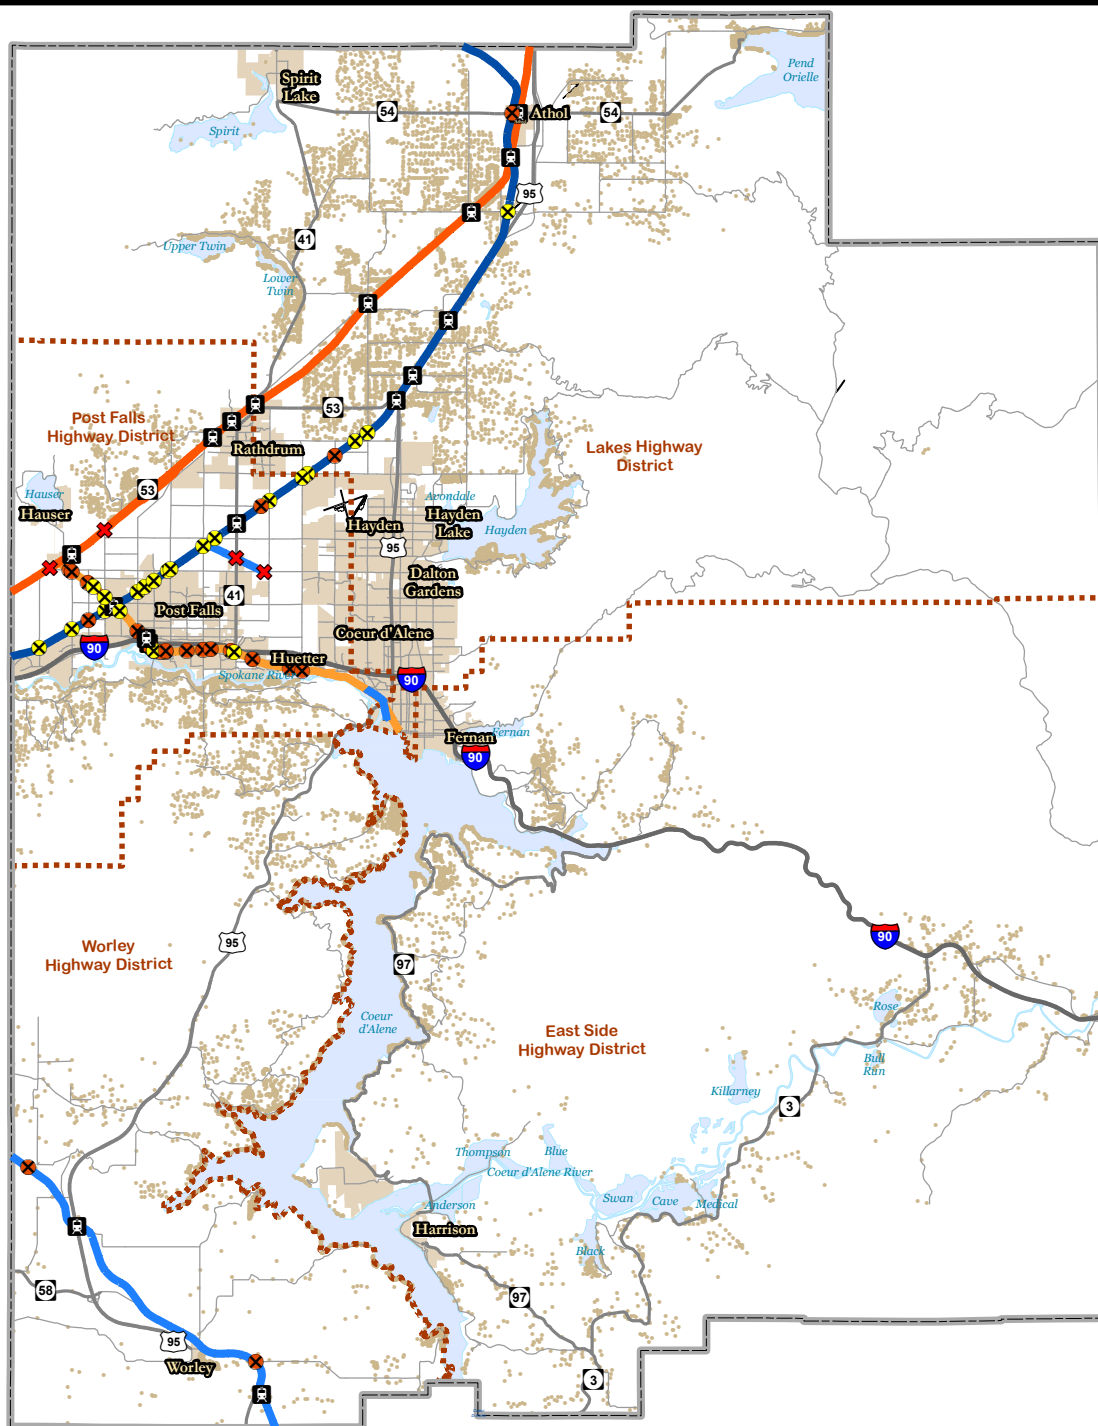 Pend
Orielle
Spirit
Lake
54
Athol
54
Spirit
95
41
Upper Twin
Lower
Twin
53
Post Falls
Highway District
Rathdrum
Lakes Highway
District
53
Hauser
Hauser
Avondale
Hayden
Hayden
Lake
Hayden
95
Dalton
Gardens
41
Post Falls
Coeur d'Alene
90
Huetter
Spokane River
90
Fernan
Fernan
90
95
Worley
Highway District
90
97
Coeur
d'Alene
Rose
East Side
Highway District
Bull
Run
Killarney
3
Thompson
Blue
Coeur d'Alene River
Anderson
Swan
Cave
Medical
Harrison
Black
58
97
95
Worley
3